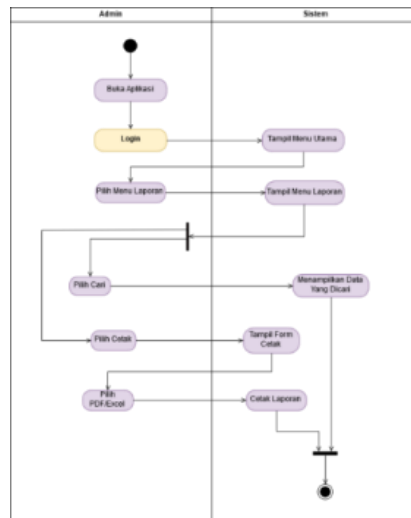 Admin
Sistem
Buka Aplikasi
Login
Tampil Menu Utama
Pilih Menu Laporan
Tampil Menu Laporan
Pilih Cari
Menampilkan Data
Yang Dicari
Pilih Cetak
Tampil Form
Cetak
Pilih
PDF/Excel
Cetak Laporan